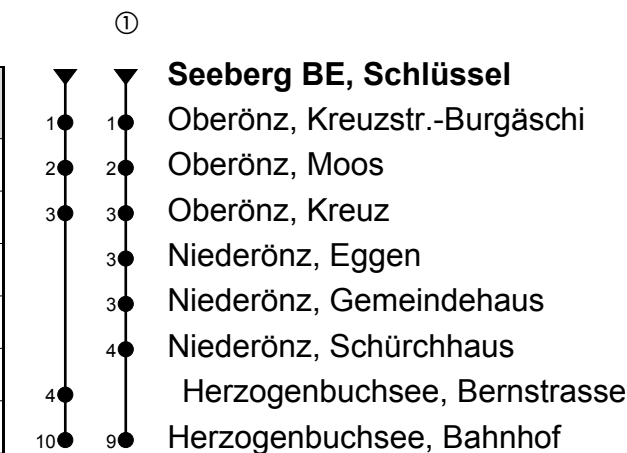 ①
Seeberg BE, Schlüssel
1 1 Oberönz, Kreuzstr.-Burgäschi
2 2 Oberönz, Moos
3 3 Oberönz, Kreuz
3 Niederönz, Eggen
3 Niederönz, Gemeindehaus
4 Niederönz, Schürchhaus
4 Herzogenbuchsee, Bernstrasse
10 9 Herzogenbuchsee, Bahnhof